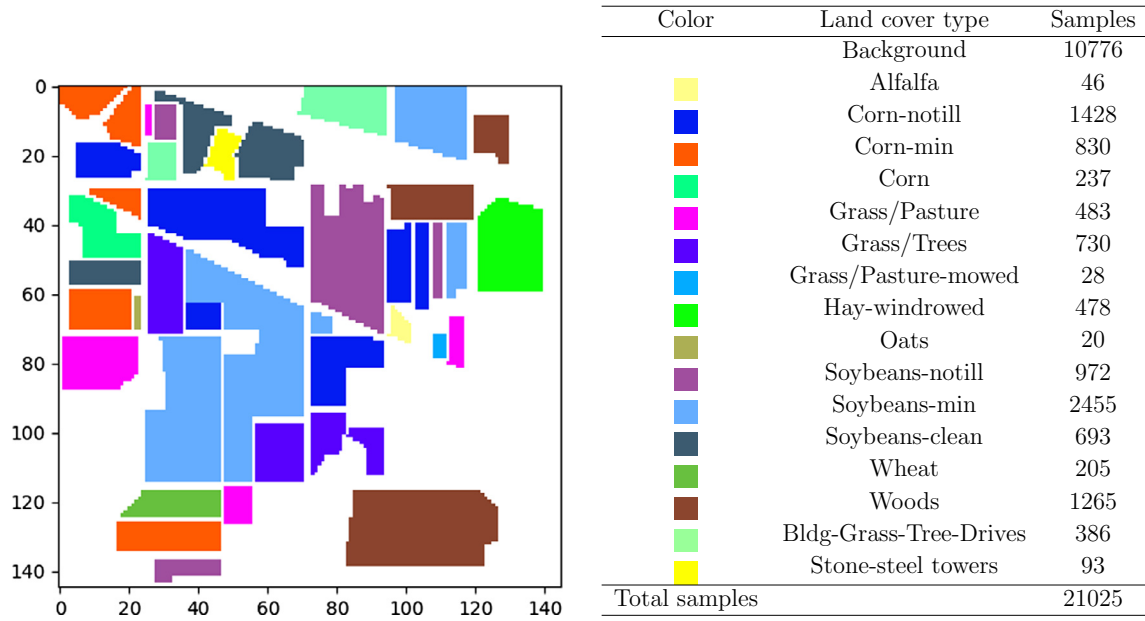 Color Land cover type Samples
Background 10776
Alfalfa 46
Corn-notill 1428
Corn-min 830
Corn 237
Grass/Pasture 483
Grass/Trees 730
Grass/Pasture-mowed 28
Hay-windrowed 478
Oats 20
Soybeans-notill 972
Soybeans-min 2455
Soybeans-clean 693
Wheat 205
Woods 1265
Bldg-Grass-Tree-Drives 386
Stone-steel towers 93
Total samples 21025
0
20
40
60
80
100
120
140
0 20 40 60 80 100 120 140